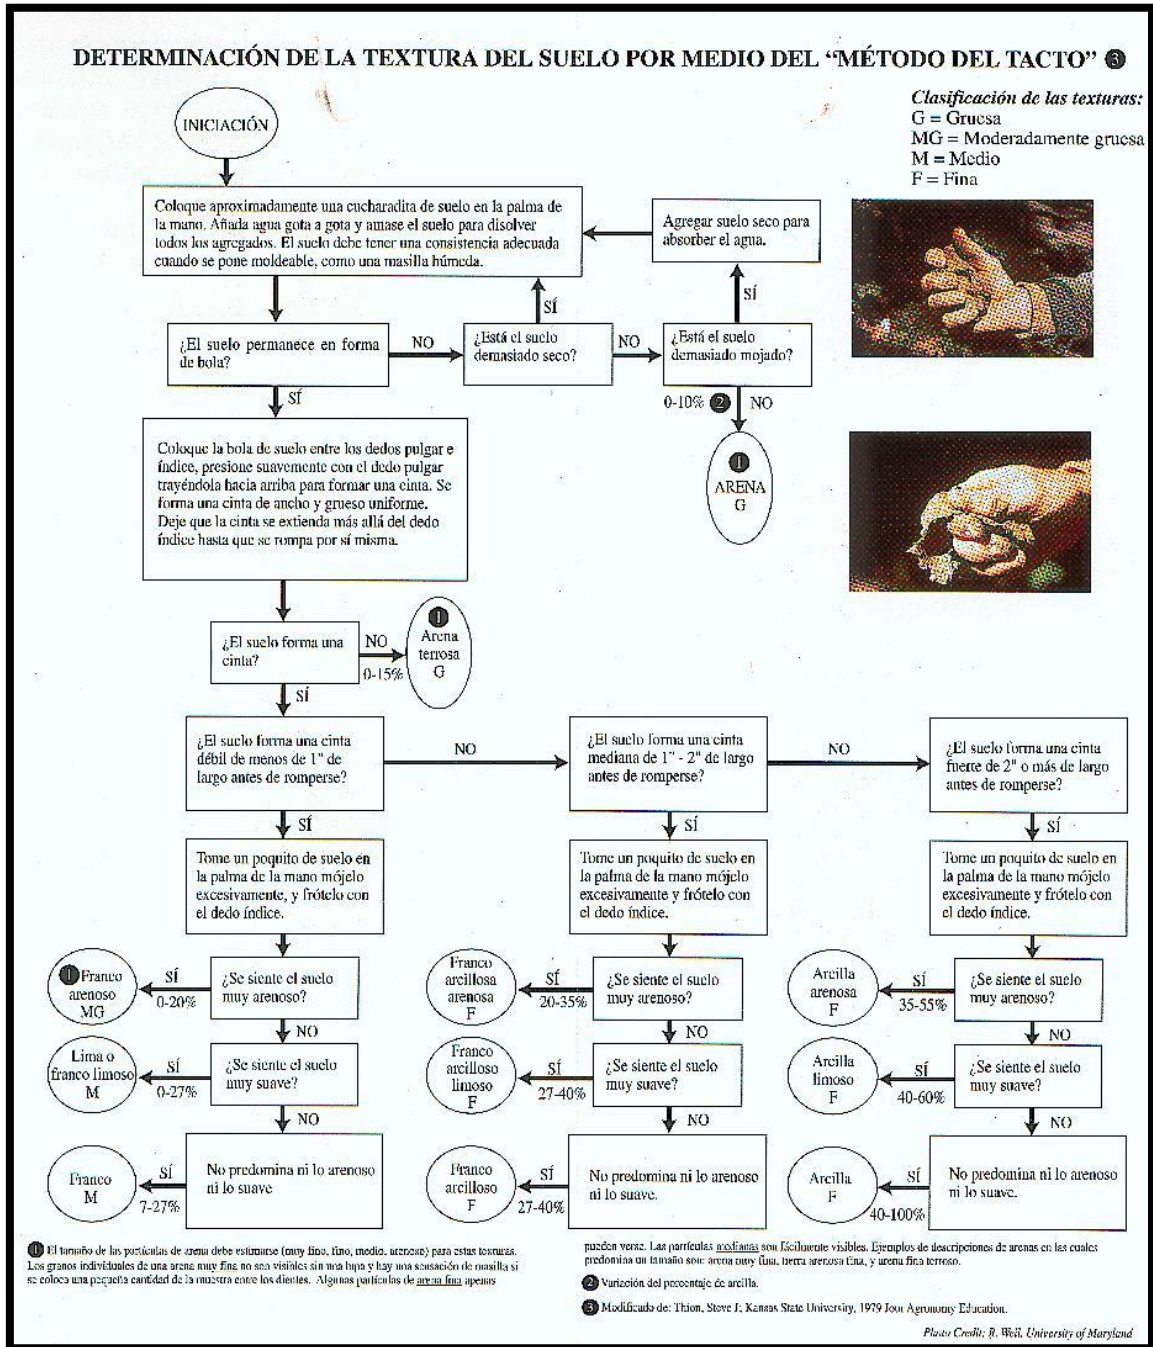 DETERMINACIÓN DE LA TEXTURA DEL SUELO POR MEDIO DEL “MÉTODO DEL TACTO” 3
Clasificación de las texturas:
G = Gruesa
MG = Moderadamente gruesa
M = Medio
F = Fina
INICIACIÓN
Coloque aproximadamente una cucharadita de suelo en la palma de
la mano. Añada agua gota a gota y amase el suelo para disolver
todos los agregados. El suelo debe tener una consistencia adecuada
cuando se pone moldeable, como una masilla húmeda.
Agregar suelo seco para
absorber el agua.
SÍ
SÍ
¿El suelo permanece en forma
de bola?
NO
¿Está el suelo
demasiado seco?
NO
¿Está el suelo
demasiado mojado?
SÍ
0-10% 2 NO
1
ARENA
G
Coloque la bola de suelo entre los dedos pulgar e
índice, presione suavemente con el dedo pulgar
trayéndola hacia arriba para formar una cinta. Se
forma una cinta de ancho y grueso uniforme.
Deje que la cinta se extienda más allá del dedo
índice hasta que se rompa por sí misma.
¿El suelo forma una
cinta?
NO
0-15%
1
Arena
terrosa
G
SÍ
¿El suelo forma una cinta
débil de menos de 1" de
largo antes de romperse?
NO
¿El suelo forma una cinta
mediana de 1" - 2" de largo
antes de romperse?
NO
¿El suelo forma una cinta
fuerte de 2" o más de largo
antes de romperse?
SÍ
SÍ
SÍ
Tome un poquito de suelo en
la palma de la mano mójelo
excesivamente, y frótelo con
el dedo índice.
Tome un poquito de suelo en
la palma de la mano mójelo
excesivamente y frótelo con
el dedo índice.
Tome un poquito de suelo en
la palma de la mano mójelo
excesivamente y frótelo con
el dedo índice.
1 Franco
arenoso
MG
SÍ
0-20%
¿Se siente el suelo
muy arenoso?
Franco
arcillosa
arenosa
F
SÍ
20-35%
¿Se siente el suelo
muy arenoso?
Arcilla
arenosa
F
SÍ
35-55%
¿Se siente el suelo
muy arenoso?
NO
NO
NO
Lima o
franco limoso
M
SÍ
0-27%
¿Se siente el suelo
muy suave?
Franco
arcilloso
limoso
F
SÍ
27-40%
¿Se siente el suelo
muy suave?
Arcilla
limoso
F
SÍ
40-60%
¿Se siente el suelo
muy suave?
NO
NO
NO
Franco
M
SÍ
7-27%
No predomina ni lo arenoso
ni lo suave
Franco
arcilloso
F
SÍ
27-40%
No predomina ni lo arenoso
ni lo suave.
Arcilla
F
SÍ
40-100%
No predomina ni lo arenoso
ni lo suave.
1 El tamaño de las partículas de arena debe estimarse (muy fino, fino, medio, arenoso) para estas texturas.
Los granos individuales de una arena muy fina no son visibles sin una lupa y hay una sensación de masilla si
se coloca una pequeña cantidad de la muestra entre los dientes. Algunas partículas de arena fina apenas
pueden verse. Las partículas medianas son fácilmente visibles. Ejemplos de descripciones de arenas en las cuales
predomina un tamaño son: arena muy fina, tierra arenosa fina, y arena fina terroso.
2 Variación del porcentaje de arcilla.
3 Modificado de: Thion, Steve J; Kansas State University, 1979 Jour Agronomy Education.
Photo Credit: R. Weil, University of Maryland